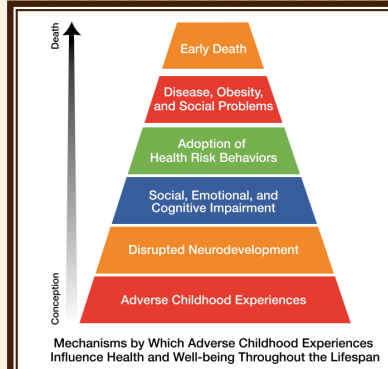 Death
Early Death
Disease, Obesity,
and Social Problems
Adoption of
Health Risk Behaviors
Social, Emotional, and
Cognitive Impairment
Disrupted Neurodevelopment
Conception
Adverse Childhood Experiences
Mechanisms by Which Adverse Childhood Experiences
Influence Health and Well-being Throughout the Lifespan